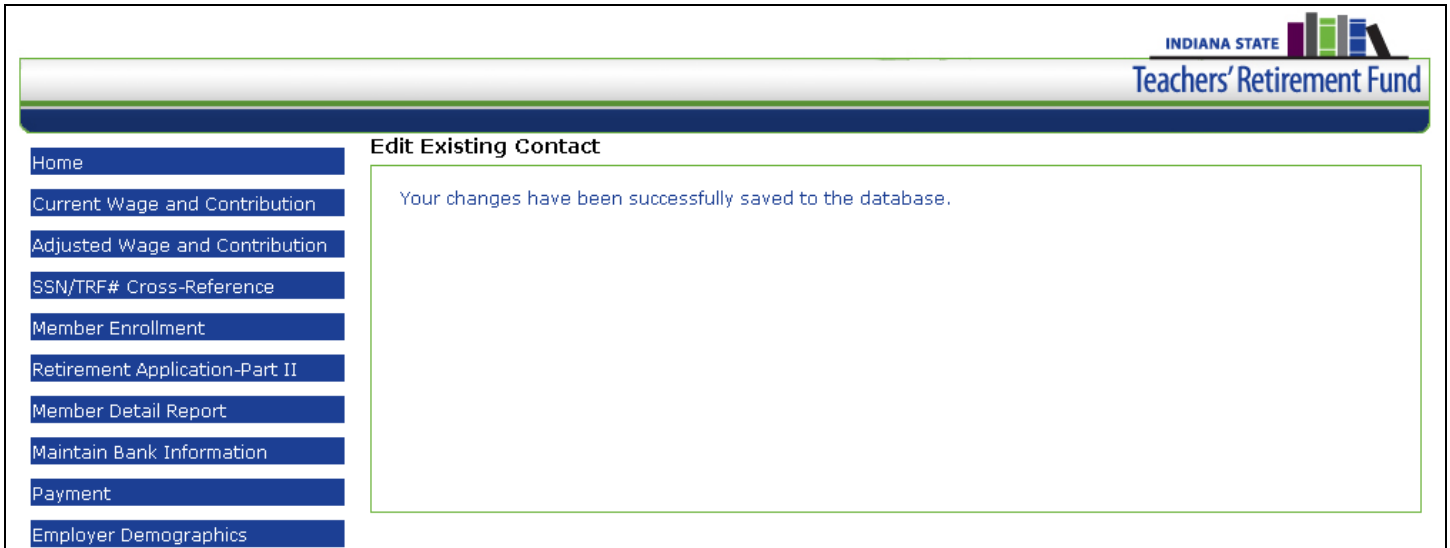 INDIANA STATE
Teachers' Retirement Fund
Edit Existing Contact
Home
Current Wage and Contribution
Adjusted Wage and Contribution
SSN/TRF# Cross-Reference
Member Enrollment
Retirement Application-Part II
Member Detail Report
Maintain Bank Information
Payment
Employer Demographics
Your changes have been successfully saved to the database.